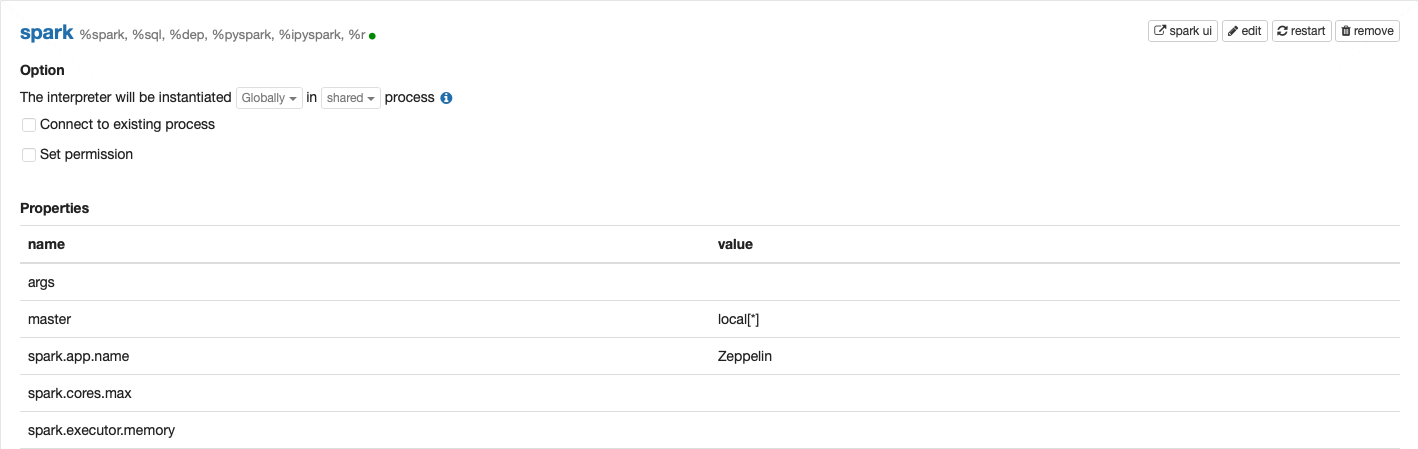 spark %spark, %sql, %dep, %pyspark, %ipyspark, %r spark ui edit restart remove
Option
The interpreter will be instantiated Globally in shared process
Connect to existing process
Set permission
Properties
name value
args
master local[*]
spark.app.name Zeppelin
spark.cores.max
spark.executor.memory